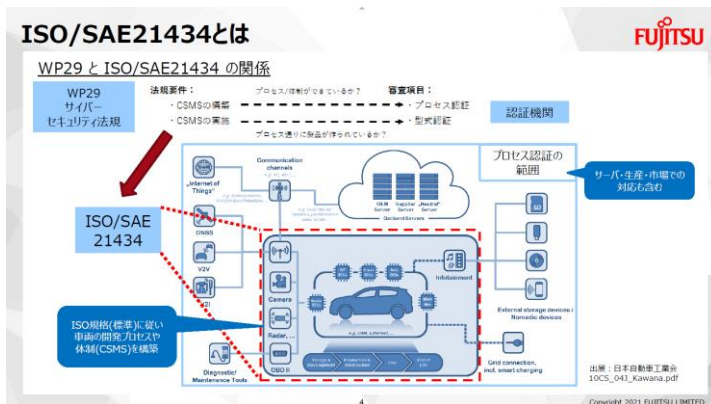 ISO/SAE21434とは
FUJITSU
WP29 と ISO/SAE21434 の関係
WP29
サイバー
セキュリティ法規
法規要件：
・CSMSの構築
・CSMSの実施
プロセス/体制ができているか？
プロセス通りに製品が作られているか？
審査項目：
・プロセス認証
・型式認証
認証機関
プロセス認証の
範囲
サーバ・生産・市場での
対応も含む
ISO/SAE
21434
ISO規格(標準)に従い
車両の開発プロセスや
体制(CSMS)を構築
"Internet of
Things"
Communication
channels
GNSS
V2V
Diagnostic/
Maintenance Tools
Server
Supplier
Server
Server
Backend Servers
Camera
Radar, ...
OBD II
Infotainment
External storage devices /
Nomadic devices
Grid connection,
incl. smart charging
出展：日本自動車工業会
10CS_04J_Kawana.pdf
4
Copyright 2021 FUJITSU LIMITED